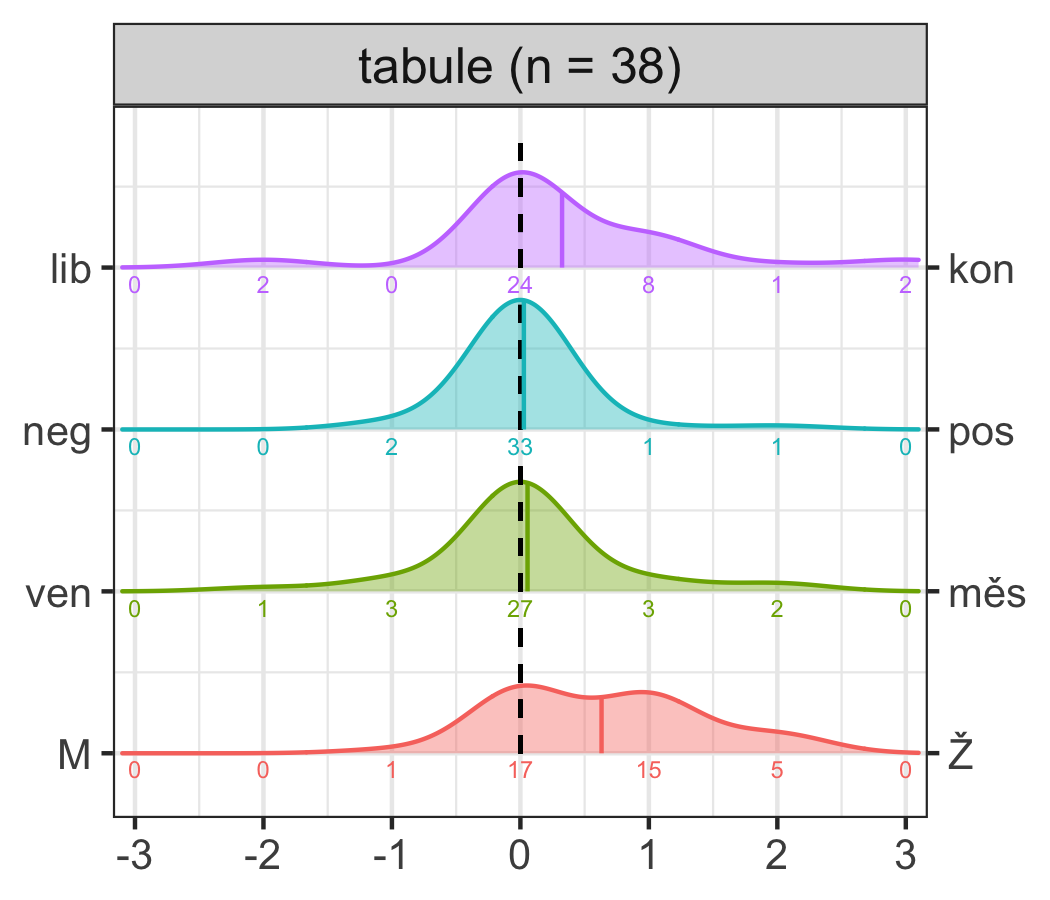 tabule (n = 38)
lib kon
0 2 0 24 8 1 2
neg pos
0 0 2 33 1 1 0
ven měs
0 1 3 27 3 2 0
M Ž
0 0 1 17 15 5 0
-3 -2 -1 0 1 2 3